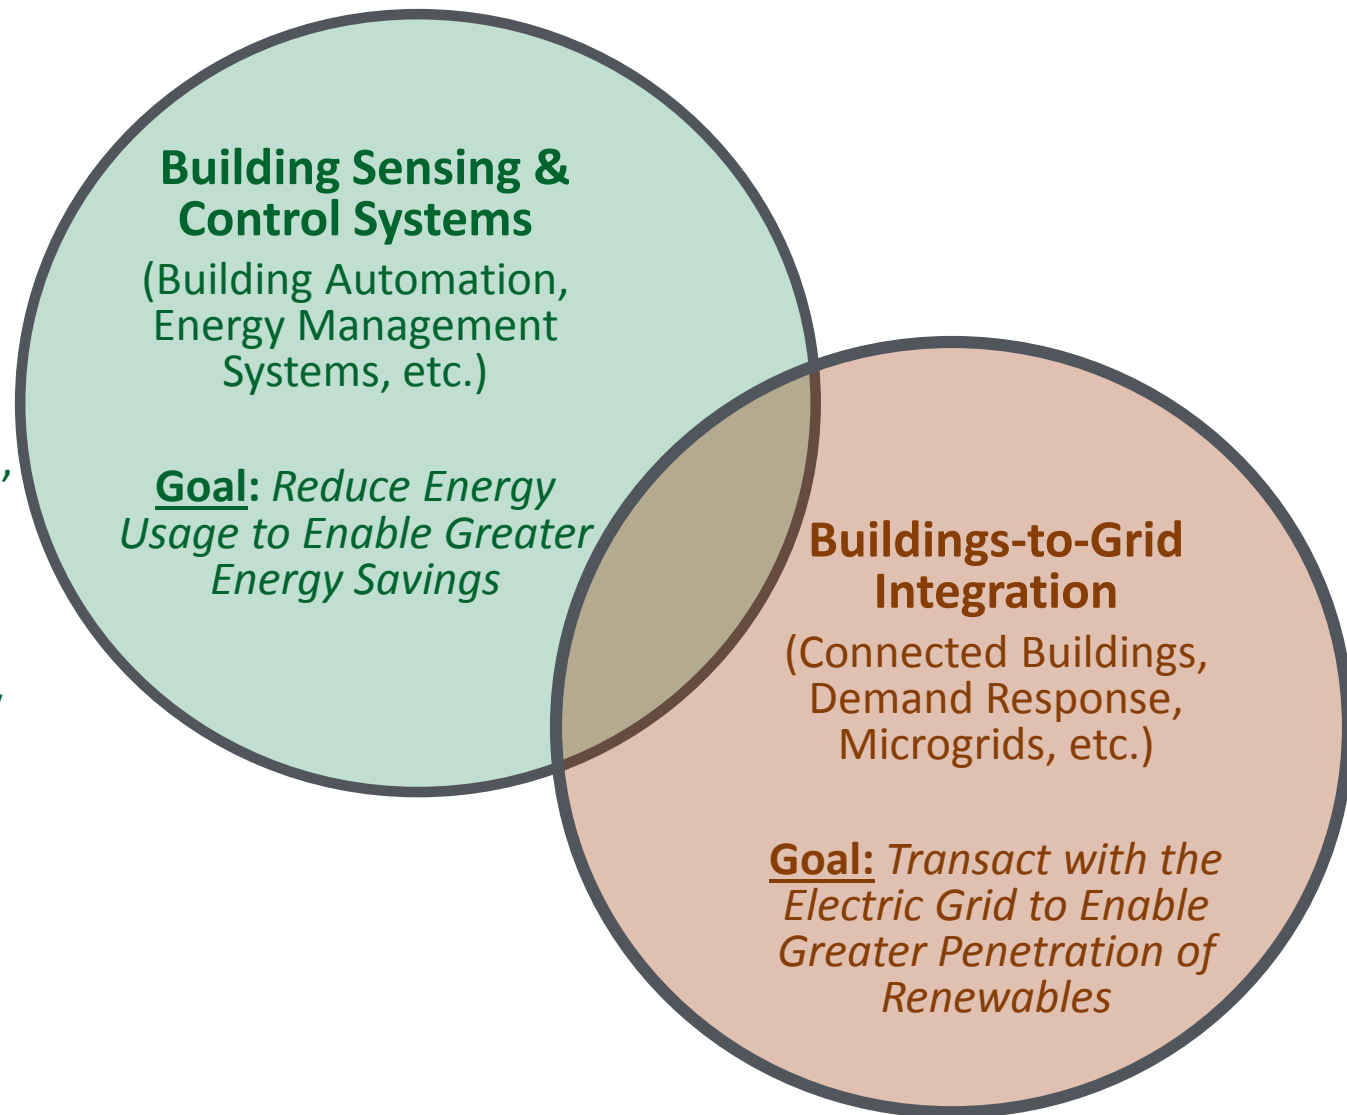 Building Sensing &
Control Systems
(Building Automation,
Energy Management
Systems, etc.)
Goal: Reduce Energy
Usage to Enable Greater
Energy Savings
Buildings-to-Grid
Integration
(Connected Buildings,
Demand Response,
Microgrids, etc.)
Goal: Transact with the
Electric Grid to Enable
Greater Penetration of
Renewables